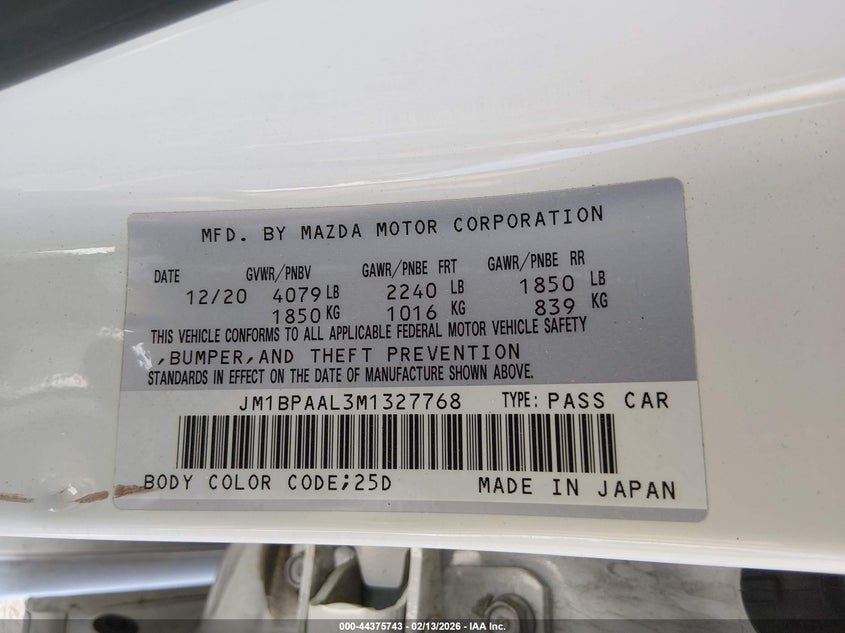 MFD. BY MAZDA MOTOR CORPORATION
DATE GVWR/PNBV GAWR/PNBE FRT GAWR/PNBE RR
12/20 4079 LB 2240 LB 1850 LB
1850 KG 1016 KG 839 KG
THIS VEHICLE CONFORMS TO ALL APPLICABLE FEDERAL MOTOR VEHICLE SAFETY
,BUMPER,AND THEFT PREVENTION
STANDARDS IN EFFECT ON THE DATE OF MANUFACTURE SHOWN ABOVE.
JM1BPAAL3M1327768 TYPE: PASS CAR
BODY COLOR CODE;25D MADE IN JAPAN
000-44375743 - 02/13/2026 - IAA Inc.